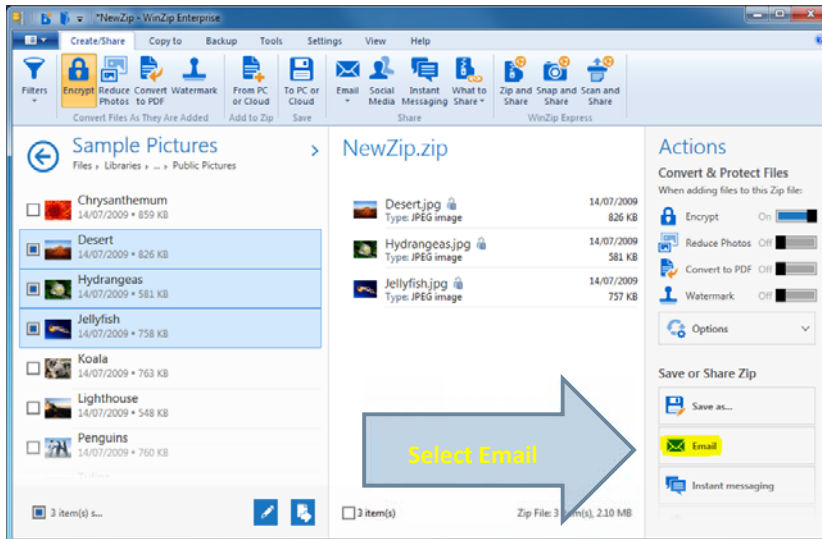 *NewZip - WinZip Enterprise
Create/Share Copy to Backup Tools Settings View Help
Filters
Encrypt
Reduce Photos
Convert to PDF
Watermark
From PC or Cloud
To PC or Cloud
Email
Social Media
Instant Messaging
What to Share
Zip and Share
Snap and Share
Scan and Share
Convert Files As They Are Added
Add to Zip
Save
Share
WinZip Express
Sample Pictures
Files Libraries ... Public Pictures
Chrysanthemum
14/07/2009 • 859 KB
Desert
14/07/2009 • 826 KB
Hydrangeas
14/07/2009 • 581 KB
Jellyfish
14/07/2009 • 758 KB
Koala
14/07/2009 • 763 KB
Lighthouse
14/07/2009 • 548 KB
Penguins
14/07/2009 • 760 KB
3 item(s) s...
NewZip.zip
Desert.jpg 14/07/2009
Type: JPEG image 826 KB
Hydrangeas.jpg 14/07/2009
Type: JPEG image 581 KB
Jellyfish.jpg 14/07/2009
Type: JPEG image 757 KB
Select Email
3 item(s)
Zip File: 3 item(s), 2.10 MB
Actions
Convert & Protect Files
When adding files to this Zip file:
Encrypt On
Reduce Photos Off
Convert to PDF Off
Watermark Off
Options
Save or Share Zip
Save as...
Email
Instant messaging